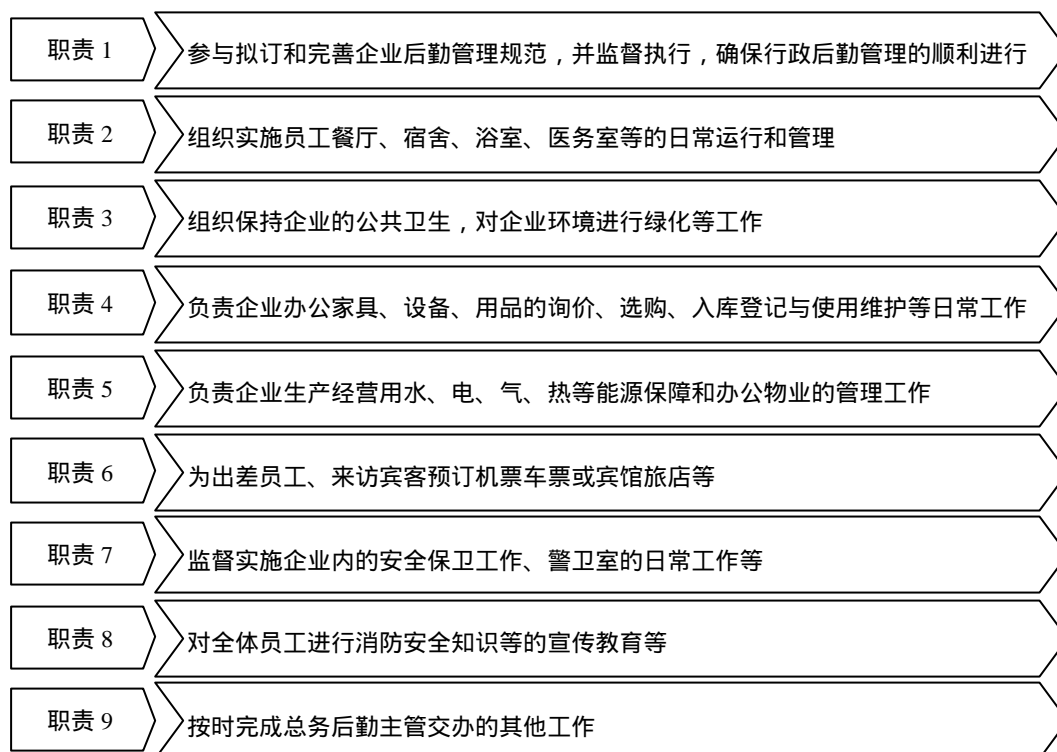 职责 1
参与拟订和完善企业后勤管理规范，并监督执行，确保行政后勤管理的顺利进行
职责 2
组织实施员工餐厅、宿舍、浴室、医务室等的日常运行和管理
职责 3
组织保持企业的公共卫生，对企业环境进行绿化等工作
职责 4
负责企业办公家具、设备、用品的询价、选购、入库登记与使用维护等日常工作
职责 5
负责企业生产经营用水、电、气、热等能源保障和办公物业的管理工作
职责 6
为出差员工、来访宾客预订机票车票或宾馆旅店等
职责 7
监督实施企业内的安全保卫工作、警卫室的日常工作等
职责 8
对全体员工进行消防安全知识等的宣传教育等
职责 9
按时完成总务后勤主管交办的其他工作